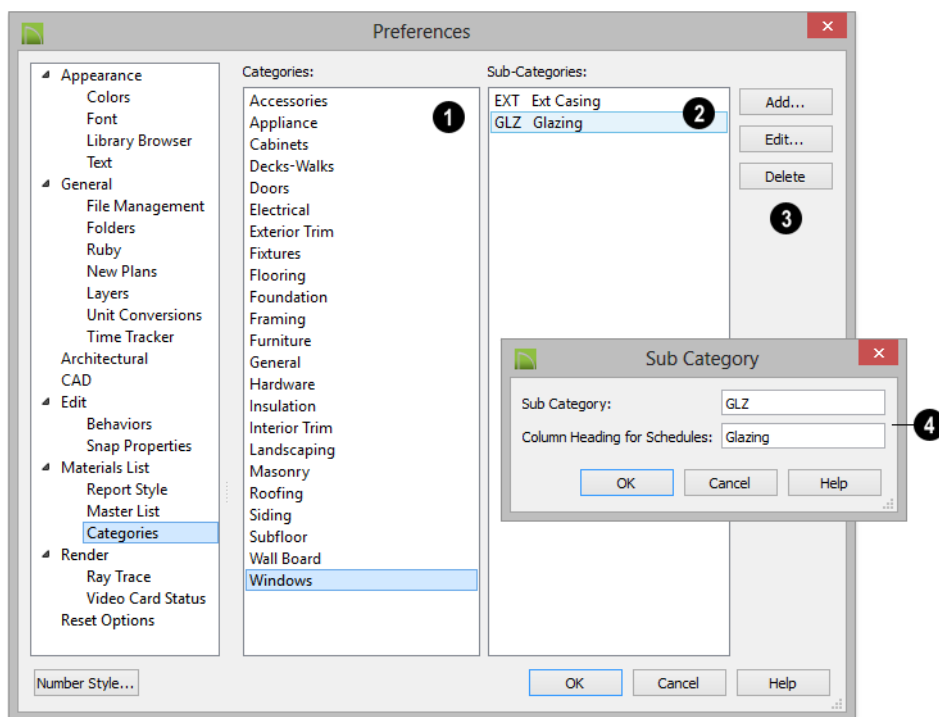 Preferences
Appearance
Colors
Font
Library Browser
Text
General
File Management
Folders
Ruby
New Plans
Layers
Unit Conversions
Time Tracker
Architectural
CAD
Edit
Behaviors
Snap Properties
Materials List
Report Style
Master List
Categories
Render
Ray Trace
Video Card Status
Reset Options
Categories:
Accessories
Appliance
Cabinets
Decks-Walks
Doors
Electrical
Exterior Trim
Fixtures
Flooring
Foundation
Framing
Furniture
General
Hardware
Insulation
Interior Trim
Landscaping
Masonry
Roofing
Siding
Subfloor
Wall Board
Windows
1
Sub-Categories:
EXT Ext Casing
GLZ Glazing
2
Add...
Edit...
Delete
3
Sub Category
Sub Category: GLZ
Column Heading for Schedules: Glazing
4
OK Cancel Help
Number Style... OK Cancel Help